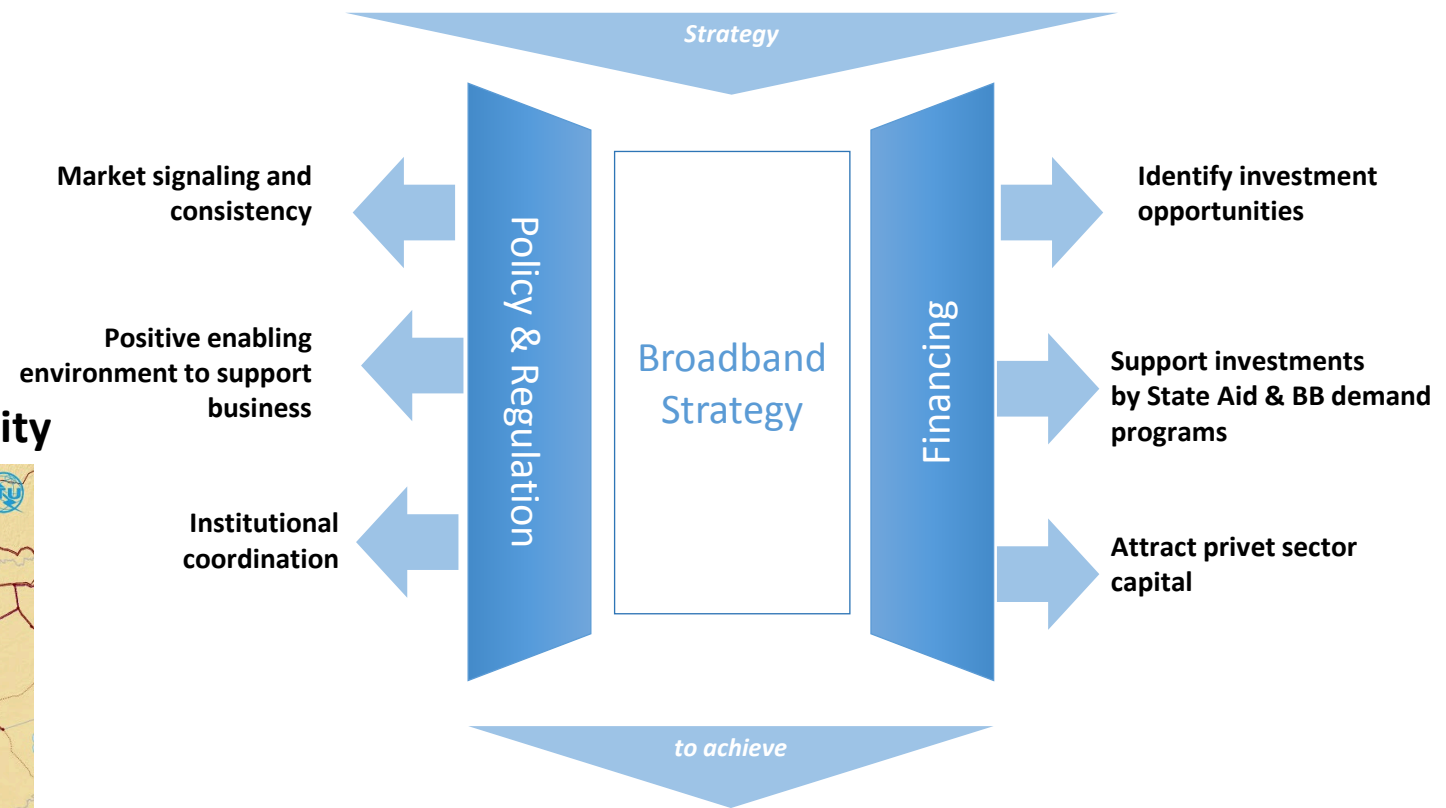 Strategy
Market signaling and
consistency
Positive enabling
environment to support
business
ity
Institutional
coordination
Policy & Regulation
Broadband
Strategy
Financing
Identify investment
opportunities
Support investments
by State Aid & BB demand
programs
Attract privet sector
capital
to achieve